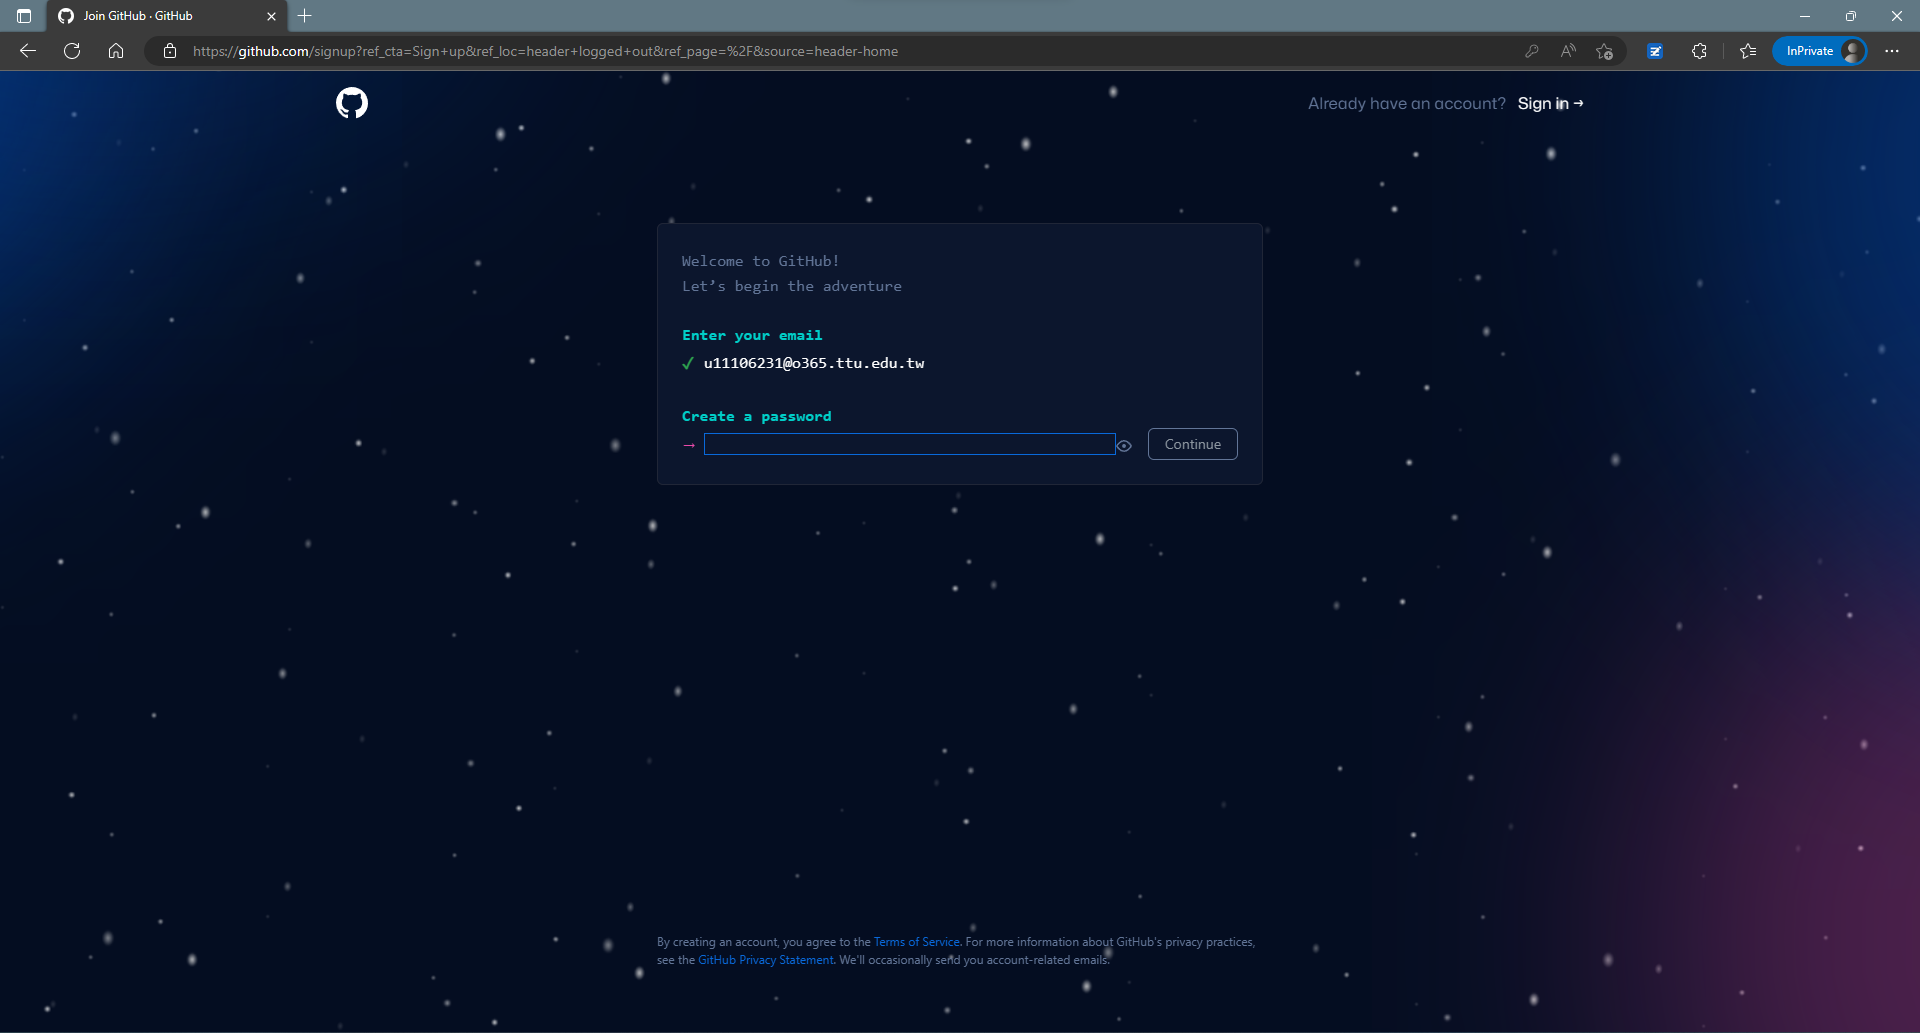 Join GitHub · GitHub
https://github.com/signup?ref_cta=Sign+up&ref_loc=header+logged+out&ref_page=%2F&source=header-home
InPrivate
Already have an account? Sign in →
Welcome to GitHub!
Let’s begin the adventure
Enter your email
✓ u11106231@o365.ttu.edu.tw
Create a password
→
Continue
By creating an account, you agree to the Terms of Service. For more information about GitHub's privacy practices,
see the GitHub Privacy Statement. We'll occasionally send you account-related emails.